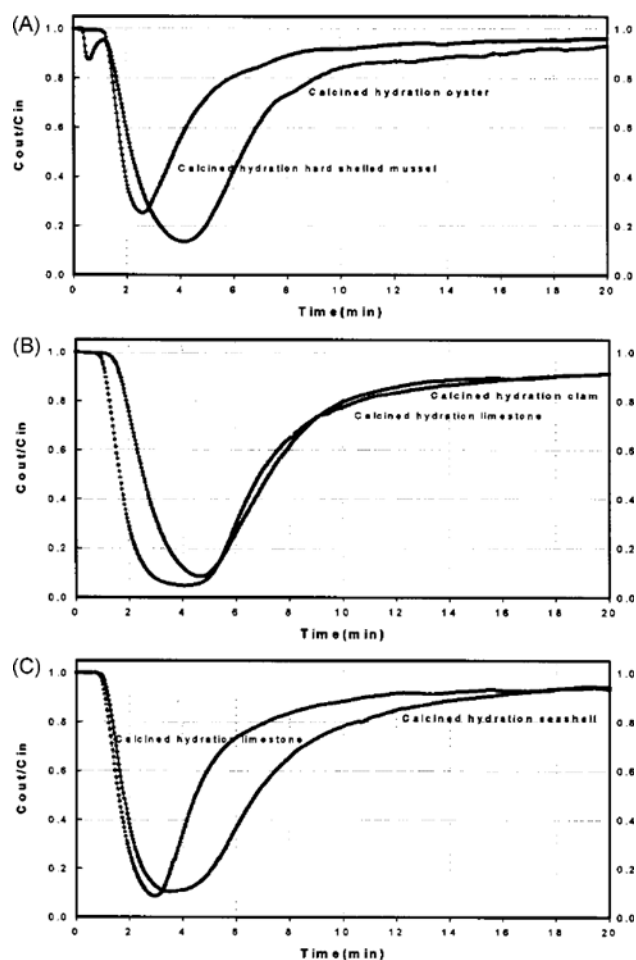 (A)
1.0
0.8
0.6
0.4
0.2
0.0
Cout/Cin
Calcined hydration oyster
Calcined hydration hard shelled mussel
1.0
0.8
0.6
0.4
0.2
0.0
0 2 4 6 8 10 12 14 16 18 20
Time(min)
(B)
1.0
0.8
0.6
0.4
0.2
0.0
Cout/Cin
Calcined hydration clam
Calcined hydration limestone
1.0
0.8
0.6
0.4
0.2
0.0
0 2 4 6 8 10 12 14 16 18 20
Time(min)
(C)
1.0
0.8
0.6
0.4
0.2
0.0
Cout/Cin
Calcined hydration limestone
Calcined hydration seashell
1.0
0.8
0.6
0.4
0.2
0.0
0 2 4 6 8 10 12 14 16 18 20
Time(min)